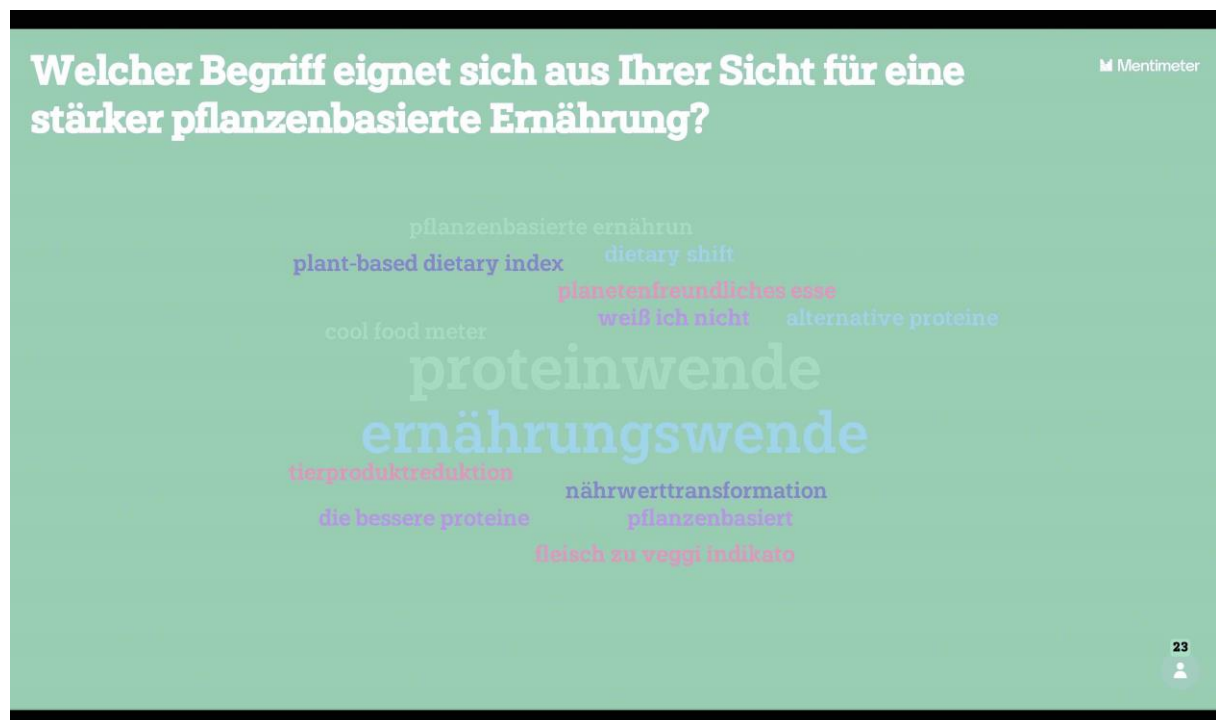 Welcher Begriff eignet sich aus Ihrer Sicht für eine
stärker pflanzenbasierte Ernährung?
Mentimeter
pflanzenbasierte ernährun
dietary shift
plant-based dietary index
planetenfreundliches esse
weiß ich nicht
alternative proteine
cool food meter
proteinwende
ernährungswende
tierproduktreduktion
nährwerttransformation
die bessere proteine
pflanzenbasiert
fleisch zu veggi indikato
23